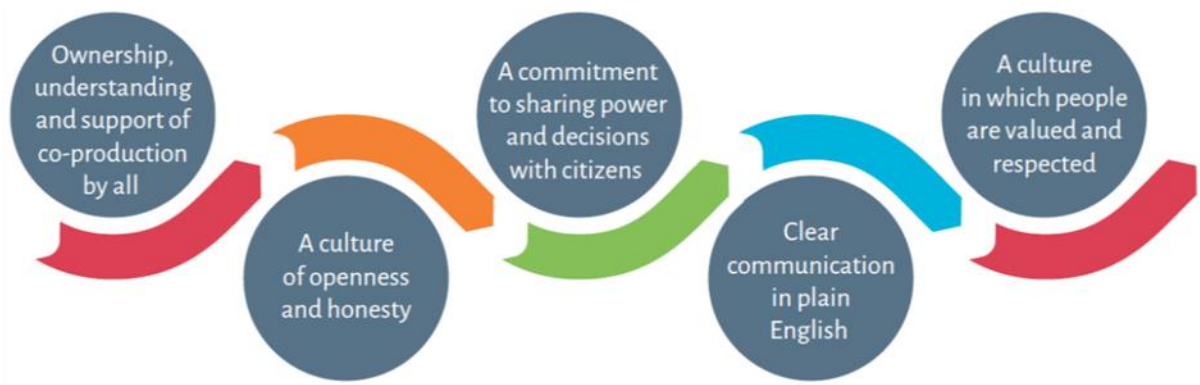 Ownership,
understanding
and support of
co-production
by all
A culture
of openness
and honesty
A commitment
to sharing power
and decisions
with citizens
Clear
communication
in plain
English
A culture
in which people
are valued and
respected